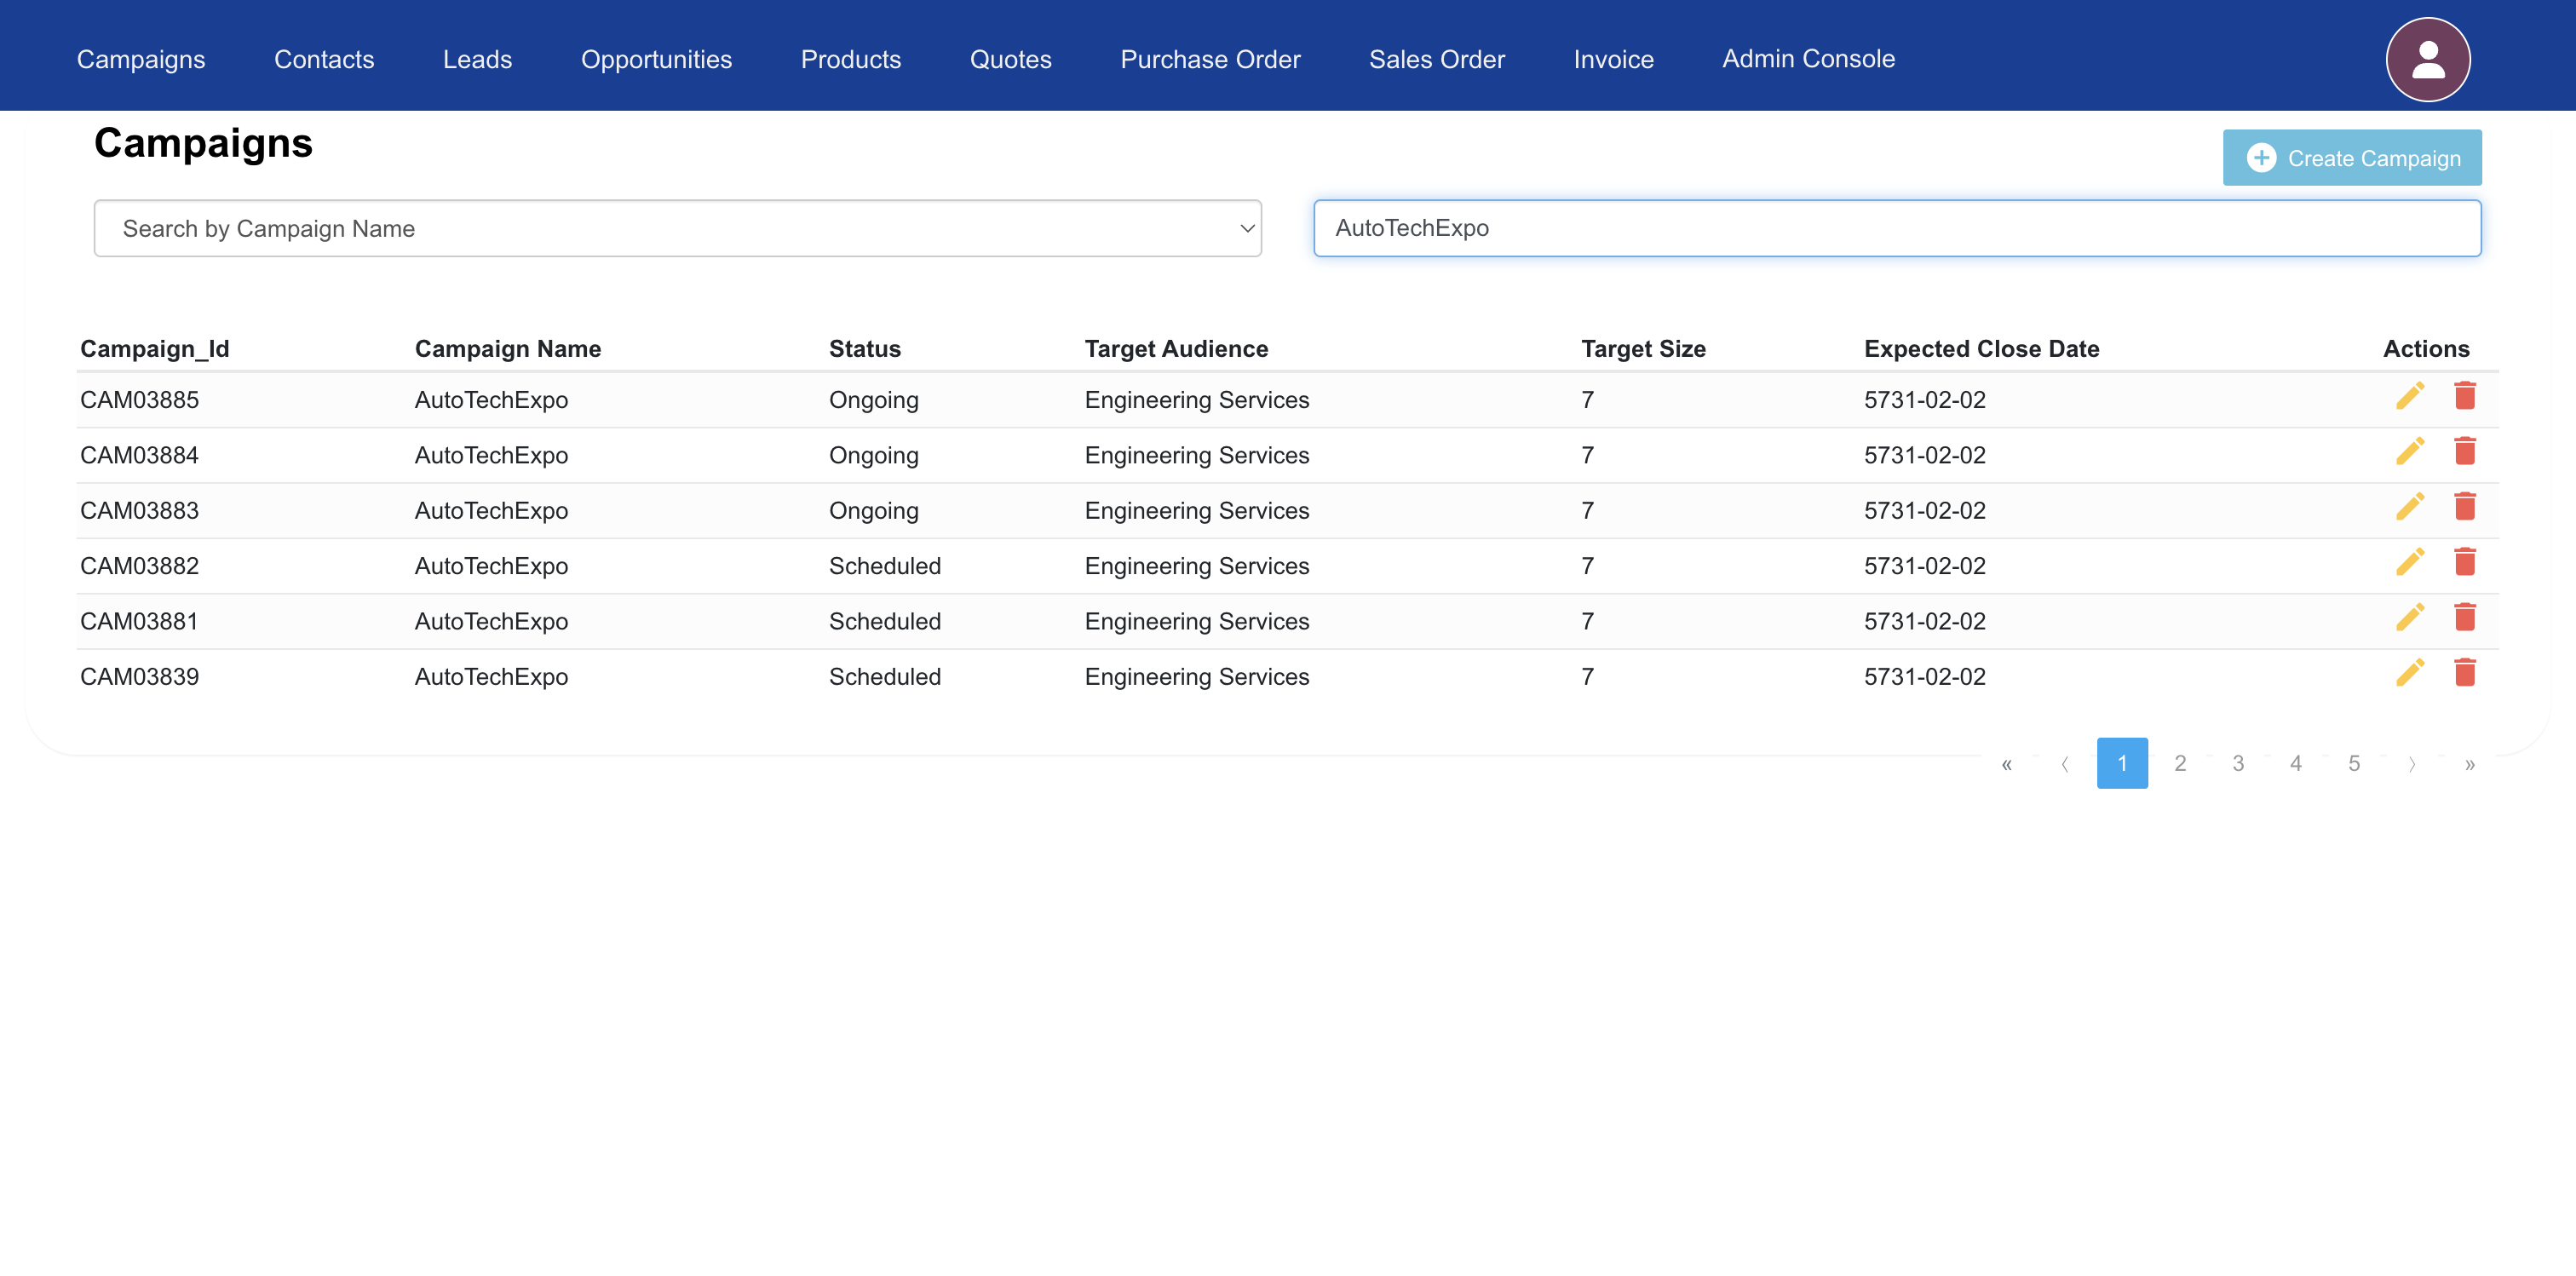 Campaigns Contacts Leads Opportunities Products Quotes Purchase Order Sales Order Invoice Admin Console
Campaigns
Create Campaign
Search by Campaign Name AutoTechExpo
Campaign_Id Campaign Name Status Target Audience Target Size Expected Close Date Actions
CAM03885 AutoTechExpo Ongoing Engineering Services 7 5731-02-02
CAM03884 AutoTechExpo Ongoing Engineering Services 7 5731-02-02
CAM03883 AutoTechExpo Ongoing Engineering Services 7 5731-02-02
CAM03882 AutoTechExpo Scheduled Engineering Services 7 5731-02-02
CAM03881 AutoTechExpo Scheduled Engineering Services 7 5731-02-02
CAM03839 AutoTechExpo Scheduled Engineering Services 7 5731-02-02
« ‹ 1 2 3 4 5 › »